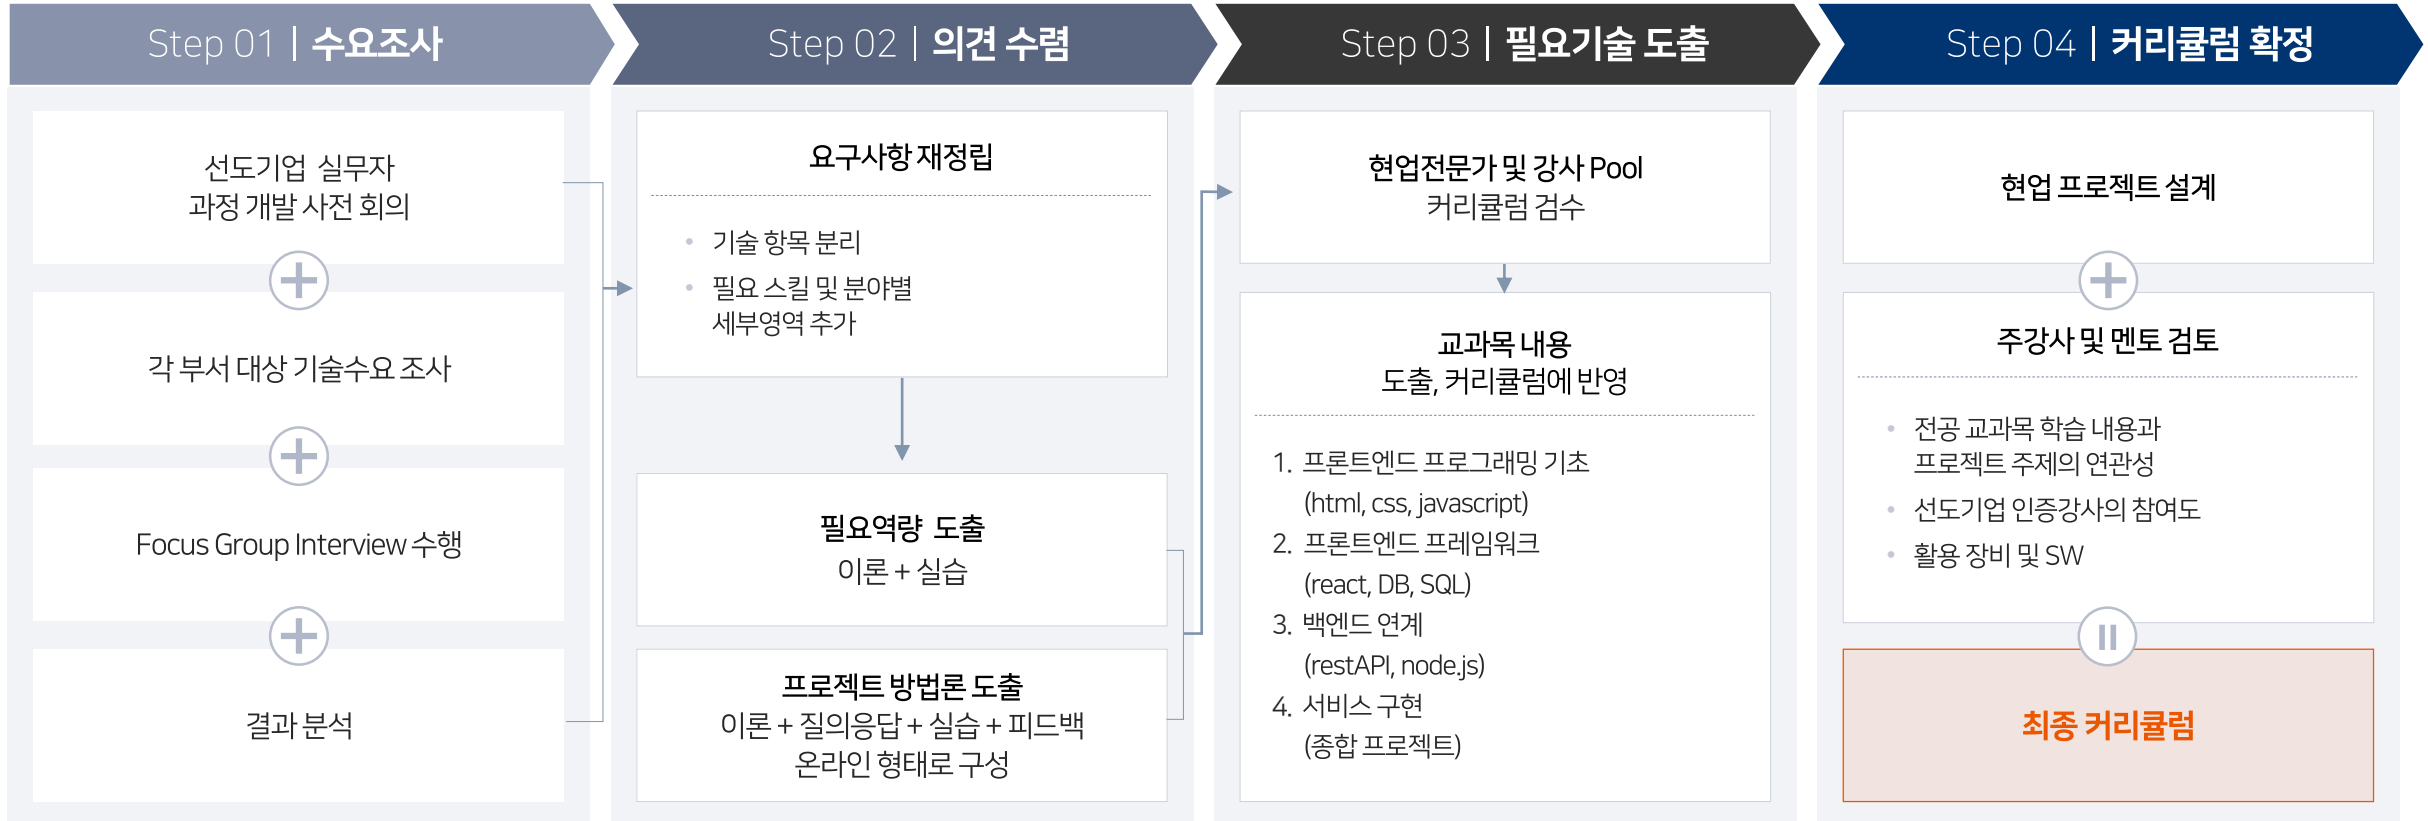 Step 01 | 수요조사
선도기업 실무자
과정 개발 사전 회의
각 부서 대상 기술수요 조사
Focus Group Interview 수행
결과 분석
Step 02 | 의견 수렴
요구사항 재정립
• 기술 항목 분리
• 필요 스킬 및 분야별
세부영역 추가
필요역량 도출
이론 + 실습
프로젝트 방법론 도출
이론 + 질의응답 + 실습 + 피드백
온라인 형태로 구성
Step 03 | 필요기술 도출
현업전문가 및 강사 Pool
커리큘럼 검수
교과목 내용
도출, 커리큘럼에 반영
1. 프론트엔드 프로그래밍 기초
(html, css, javascript)
2. 프론트엔드 프레임워크
(react, DB, SQL)
3. 백엔드 연계
(restAPI, node.js)
4. 서비스 구현
(종합 프로젝트)
Step 04 | 커리큘럼 확정
현업 프로젝트 설계
주강사 및 멘토 검토
• 전공 교과목 학습 내용과
프로젝트 주제의 연관성
• 선도기업 인증강사의 참여도
• 활용 장비 및 SW
최종 커리큘럼